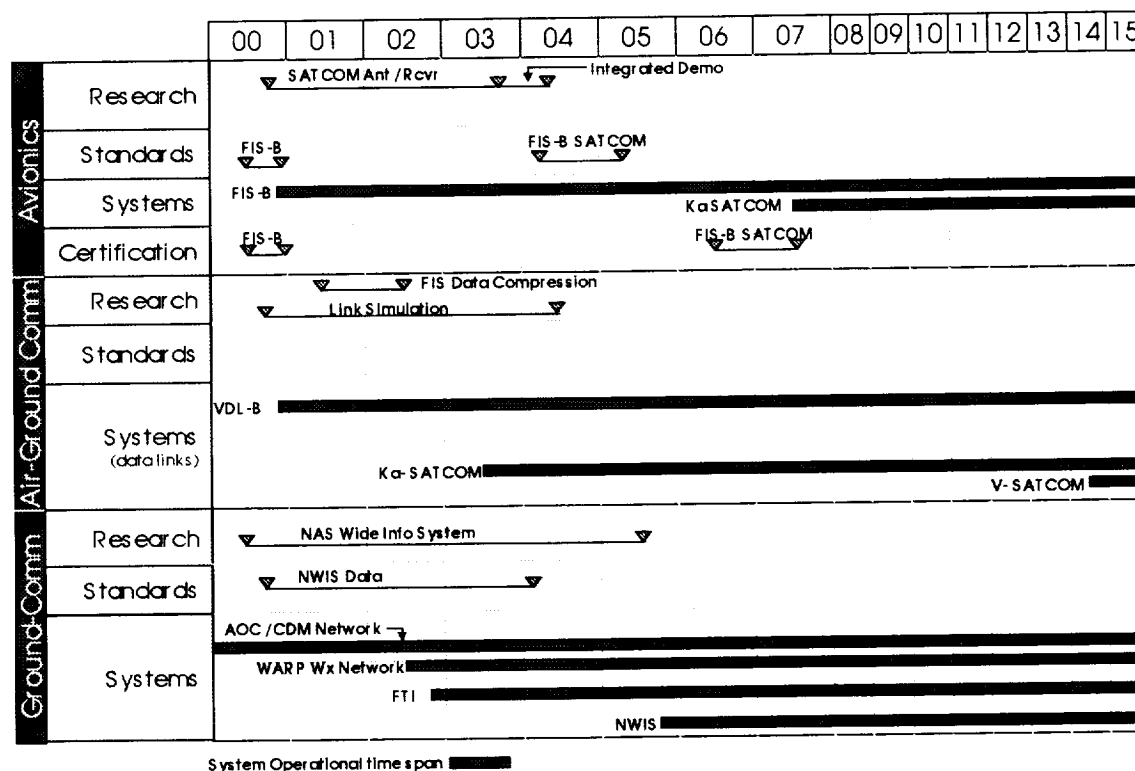 00 01 02 03 04 05 06 07 08 09 10 11 12 13 14 15
Avionics
Research
SATCOM Ant / Rcvr
Integrated Demo
Standards
FIS-B
FIS-B SATCOM
Systems
FIS-B
Ka SATCOM
Certification
FIS-B
FIS-B SATCOM
Air-Ground Comm
Research
FIS Data Compression
Link Simulation
Standards
Systems
(data links)
VDL-B
Ka-SATCOM
V-SATCOM
Ground-Comm
Research
NAS Wide Info System
Standards
NWIS Data
Systems
AOC / CDM Network
WARP Wx Network
FTI
NWIS
System Operational time span